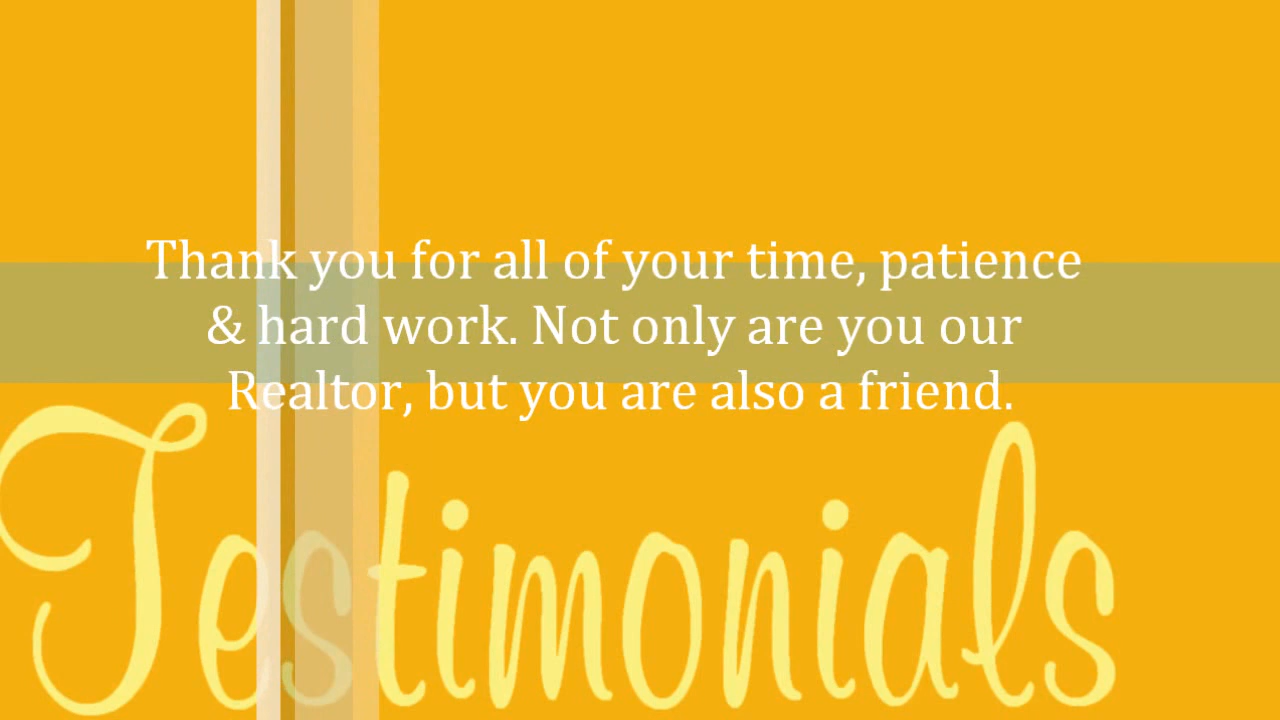 Thank you for all of your time, patience
& hard work. Not only are you our
Realtor, but you are also a friend.
Testimonials